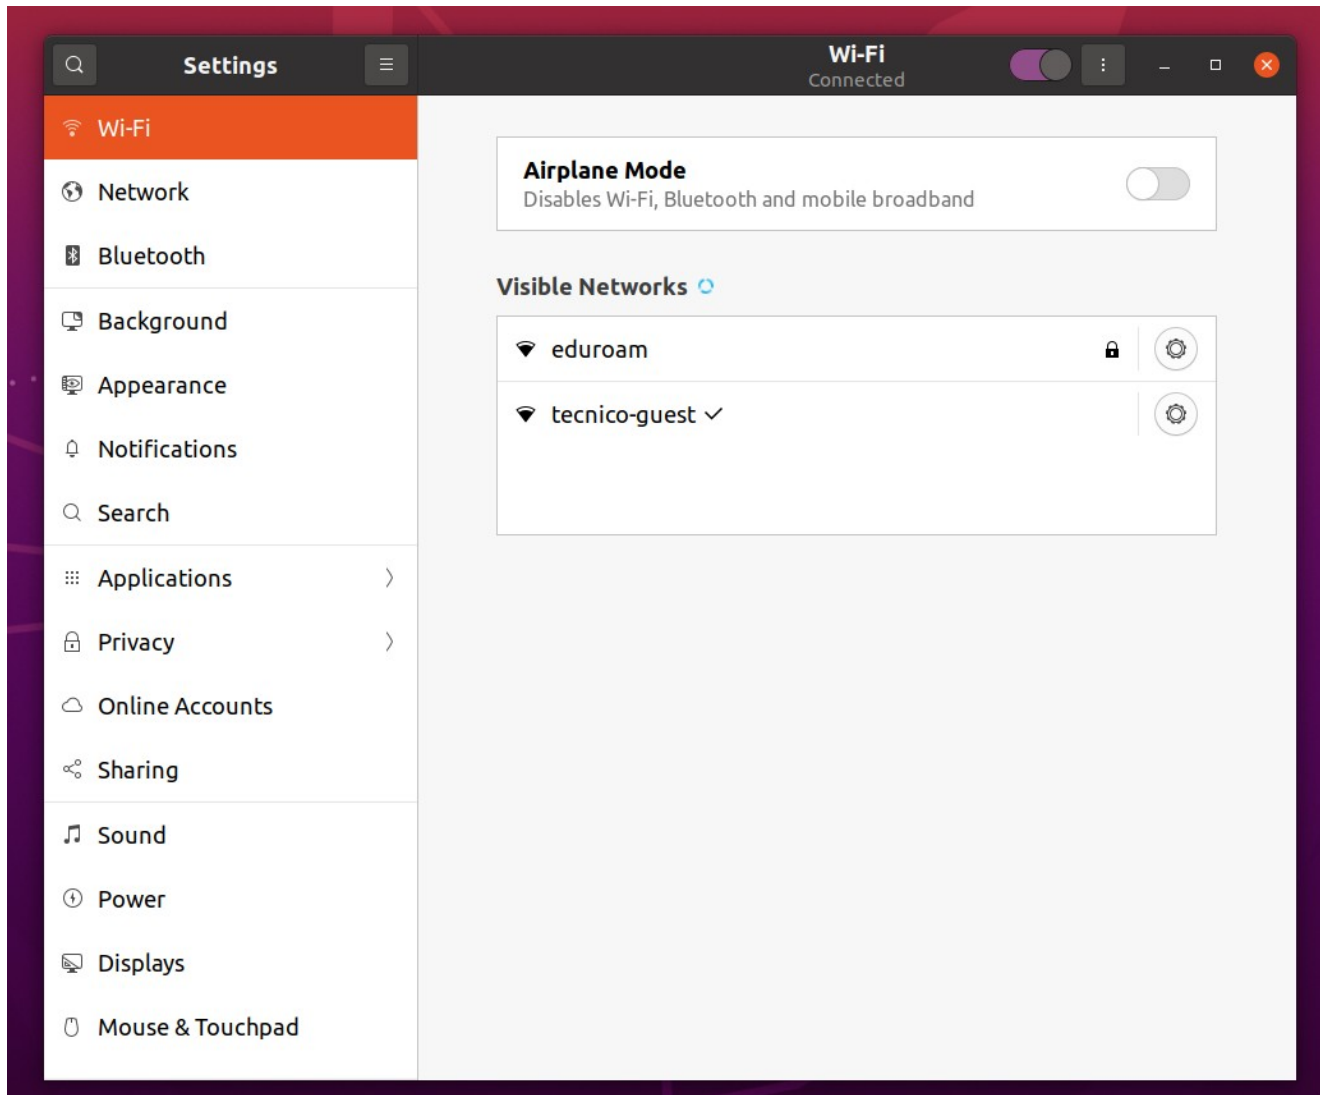 Settings
Wi-Fi
Connected
Wi-Fi
Network
Bluetooth
Background
Appearance
Notifications
Search
Applications
Privacy
Online Accounts
Sharing
Sound
Power
Displays
Mouse & Touchpad
Airplane Mode
Disables Wi-Fi, Bluetooth and mobile broadband
Visible Networks
eduroam
tecnico-guest